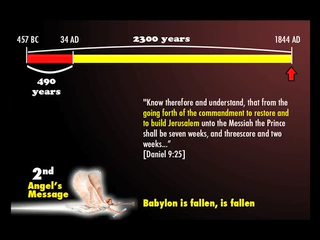 2300 years
457 BC 34 AD 1844 AD
490
years
"Know therefore and understand, that from the
going forth of the commandment to restore and
to build Jerusalem unto the Messiah the Prince
shall be seven weeks, and threescore and two
weeks..."
[Daniel 9:25]
2nd
Angel's
Message
Babylon is fallen, is fallen